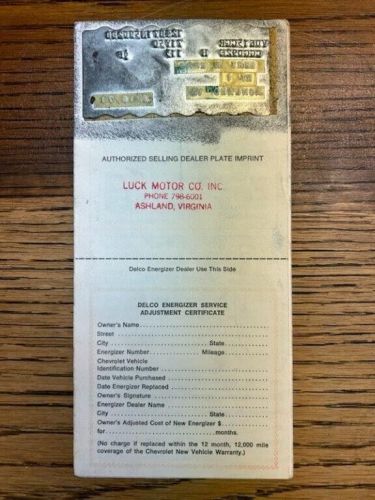 AUTHORIZED SELLING DEALER PLATE IMPRINT
LUCK MOTOR CO. INC.
PHONE 798-6001
ASHLAND, VIRGINIA
Delco Energizer Dealer Use This Side
DELCO ENERGIZER SERVICE
ADJUSTMENT CERTIFICATE
Owner's Name
Street
City State
Energizer Number Mileage
Chevrolet Vehicle
Identification Number
Date Vehicle Purchased
Date Energizer Replaced
Owner's Signature
Energizer Dealer Name
City State
Owner's Adjusted Cost of New Energizer $
for months.
(No charge if replaced within the 12 month, 12,000 mile
coverage of the Chevrolet New Vehicle Warranty.)